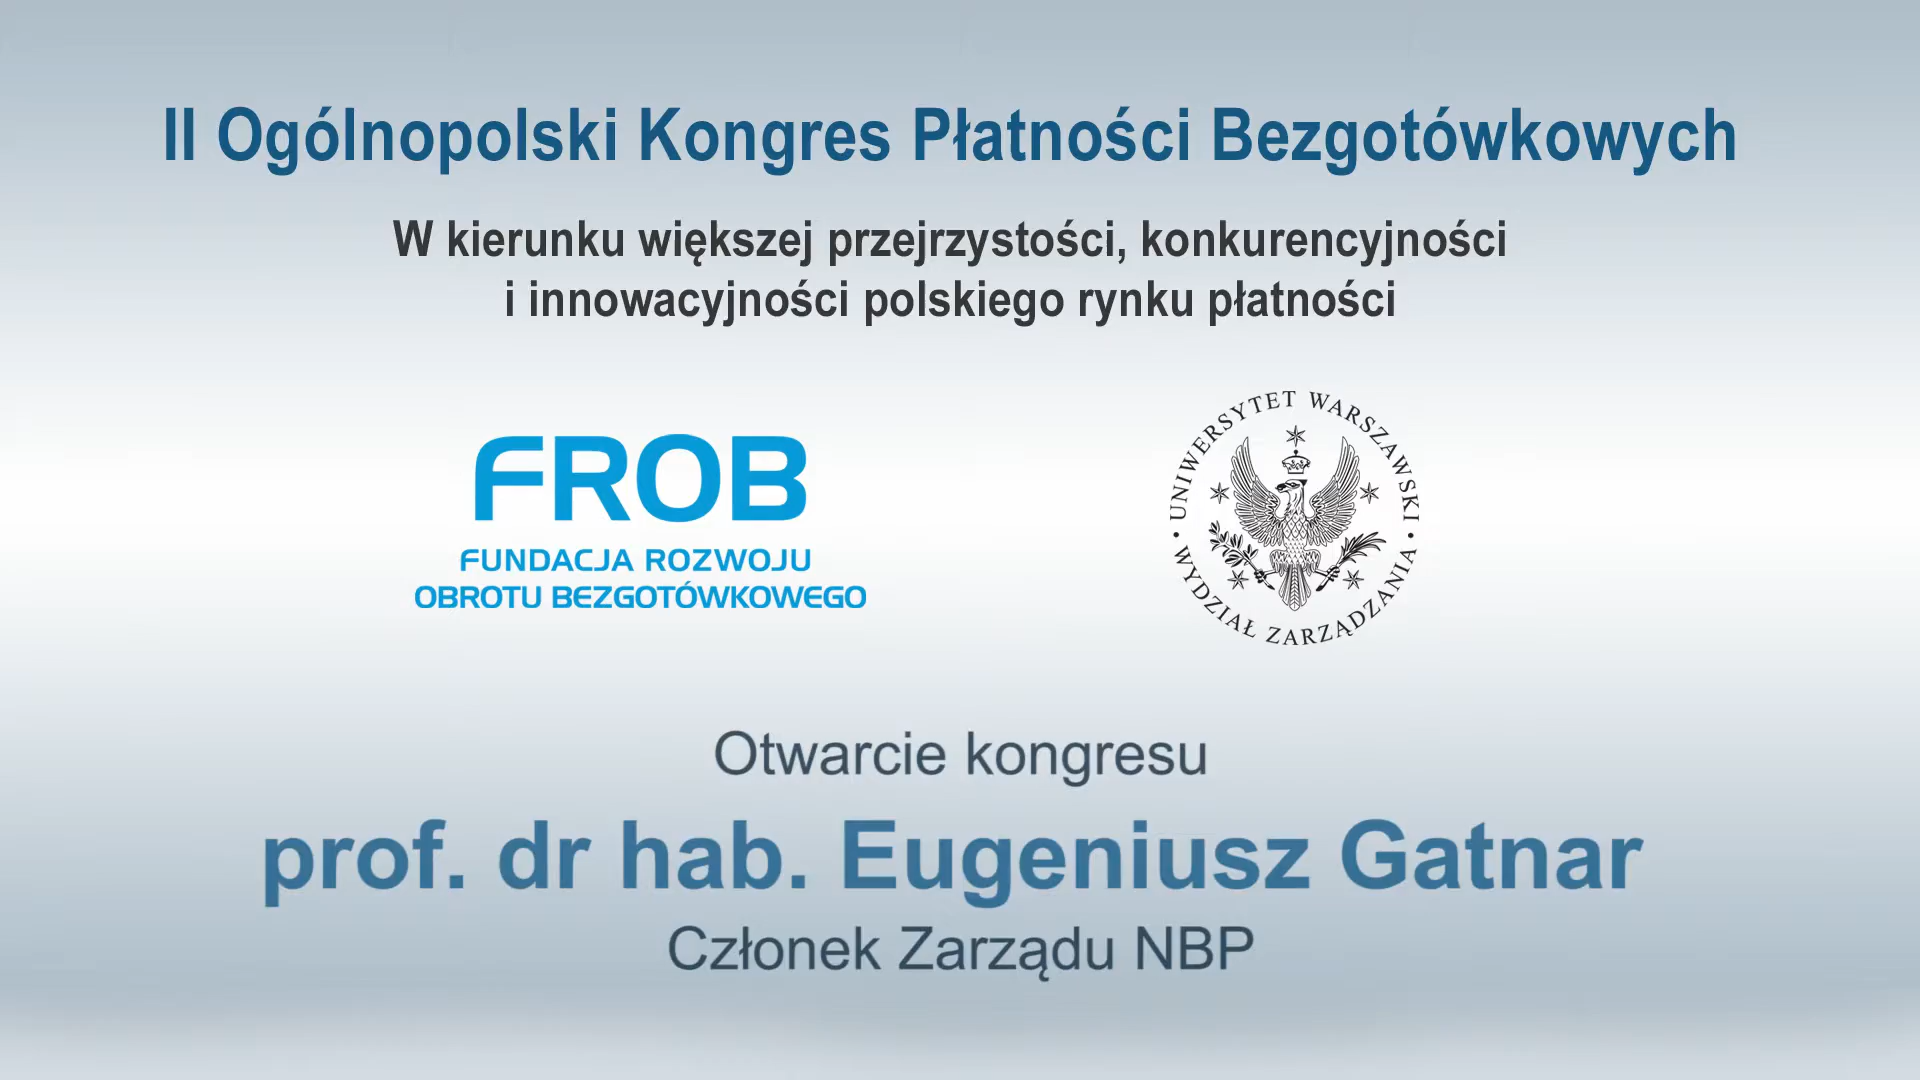 II Ogólnopolski Kongres Płatności Bezgotówkowych
W kierunku większej przejrzystości, konkurencyjności
i innowacyjności polskiego rynku płatności
FROB
FUNDACJA ROZWOJU
OBROTU BEZGOTÓWKOWEGO
• UNIWERSYTET WARSZAWSKI •
WYDZIAŁ ZARZĄDZANIA
Otwarcie kongresu
prof. dr hab. Eugeniusz Gatnar
Członek Zarządu NBP